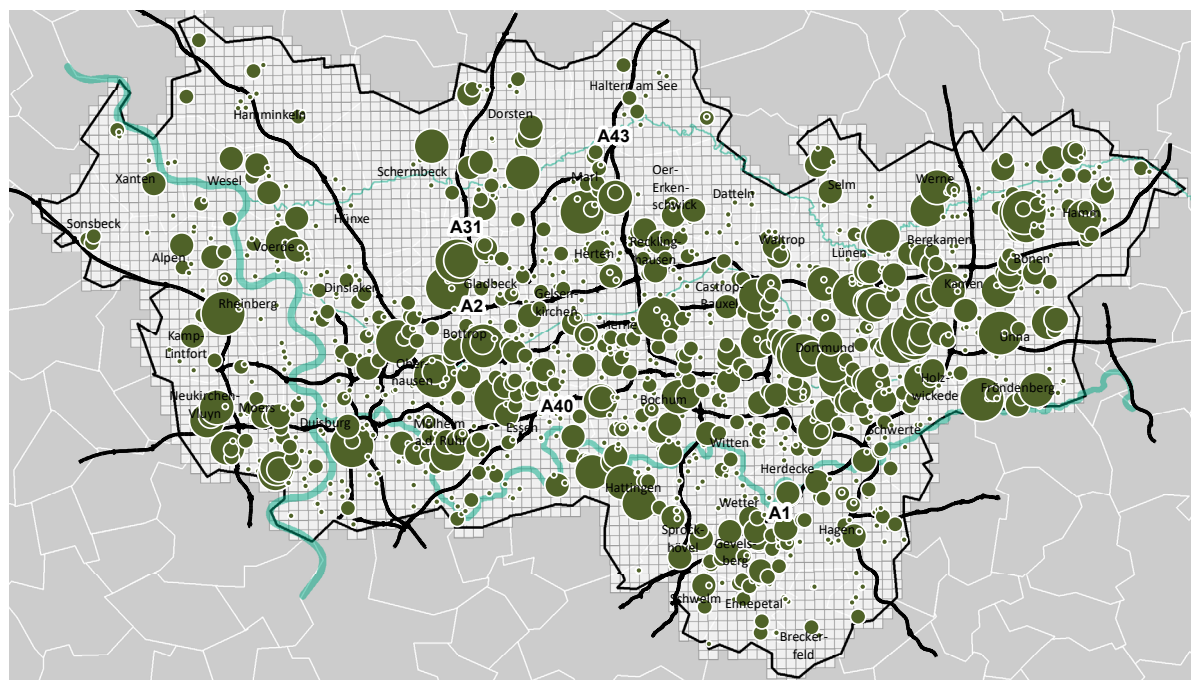 Haltern am See
Hamminkeln
Dorsten
A43
Schermbeck
Marl
Oer-
Erken-
schwick
Datteln
Xanten
Wesel
Selm
Werne
Hamm
Sonsbeck
Hünxe
A31
Voerde
Alpen
Herten
Reckling-
hausen
Waltrop
Lünen
Bergkamen
Bönen
Dinslaken
Gladbeck
Gelsen-
kirchen
Castrop-
Rauxel
Kamen
Rheinberg
A2
Kamp-
Lintfort
Bottrop
Herne
Dortmund
Unna
Ober-
hausen
Holz-
wickede
Fröndenberg
Neukirchen-
Vluyn
Moers
A40
Bochum
Duisburg
Mülheim
a.d. Ruhr
Essen
Witten
Schwerte
Herdecke
Hattingen
Wetter
A1
Hagen
Sprock-
hövel
Gevels-
berg
Schwelm
Ennepetal
Brecker-
feld